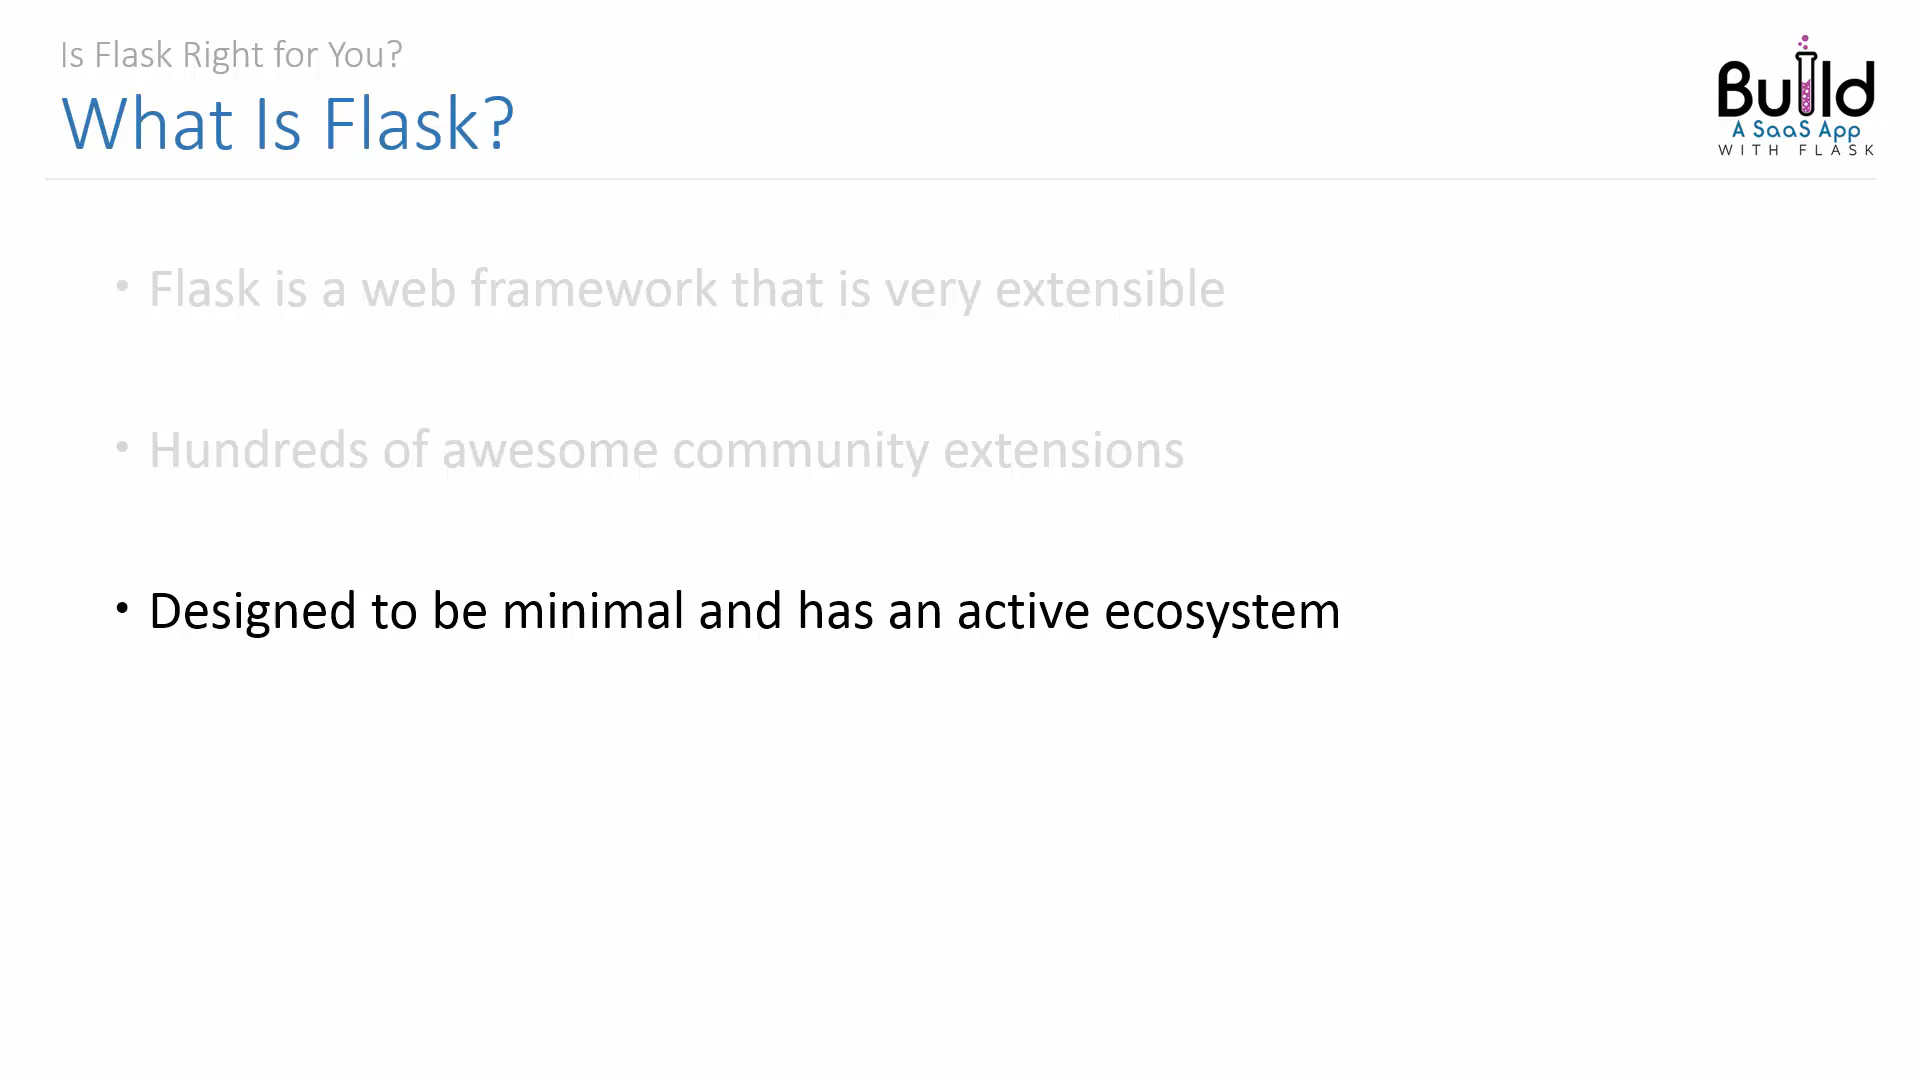 Is Flask Right for You?
What Is Flask?
Build
A SaaS App
WITH FLASK
• Flask is a web framework that is very extensible
• Hundreds of awesome community extensions
• Designed to be minimal and has an active ecosystem